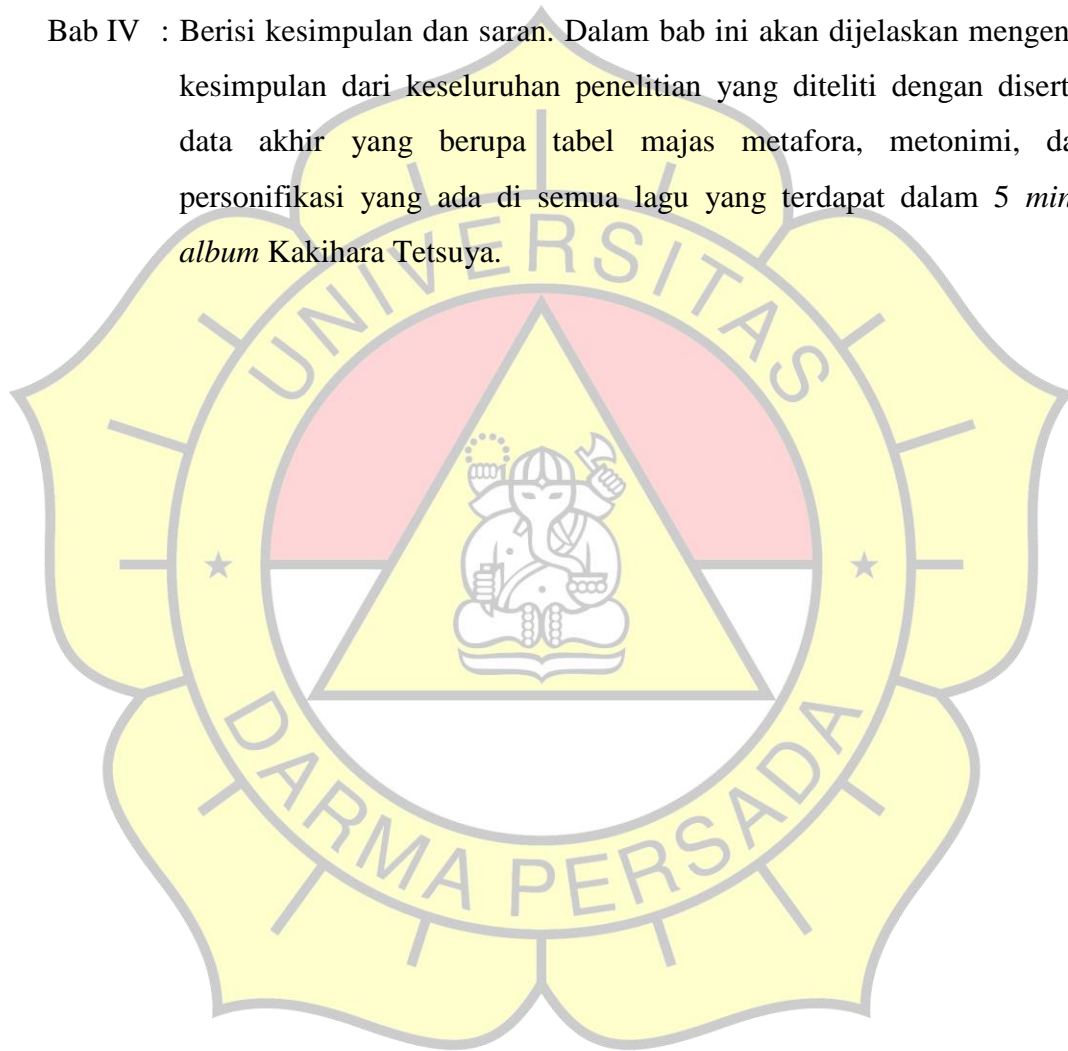 Bab IV : Berisi kesimpulan dan saran. Dalam bab ini akan dijelaskan mengen
kesimpulan dari keseluruhan penelitian yang diteliti dengan disert
data akhir yang berupa tabel majas metafora, metonimi, da
personifikasi yang ada di semua lagu yang terdapat dalam 5 min
album Kakihara Tetsuya.
UNIVERSITAS
DARMA PERSADA